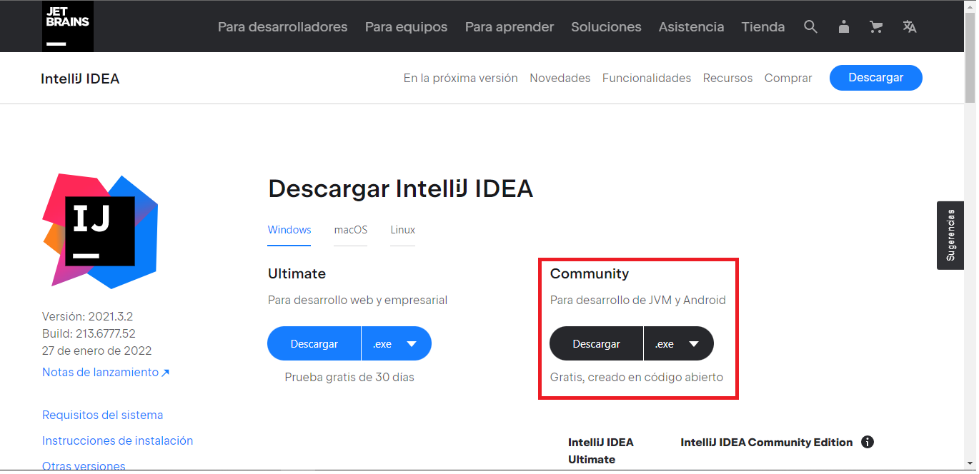 JET
BRAINS
Para desarrolladores Para equipos Para aprender Soluciones Asistencia Tienda
IntelliJ IDEA
En la próxima versión Novedades Funcionalidades Recursos Comprar Descargar
IJ
Descargar IntelliJ IDEA
Windows macOS Linux
Ultimate
Para desarrollo web y empresarial
Descargar .exe
Prueba gratis de 30 días
Community
Para desarrollo de JVM y Android
Descargar .exe
Gratis, creado en código abierto
Sugerencias
Versión: 2021.3.2
Build: 213.6777.52
27 de enero de 2022
Notas de lanzamiento
Requisitos del sistema
Instrucciones de instalación
Otras versiones
IntelliJ IDEA
Ultimate
IntelliJ IDEA Community Edition